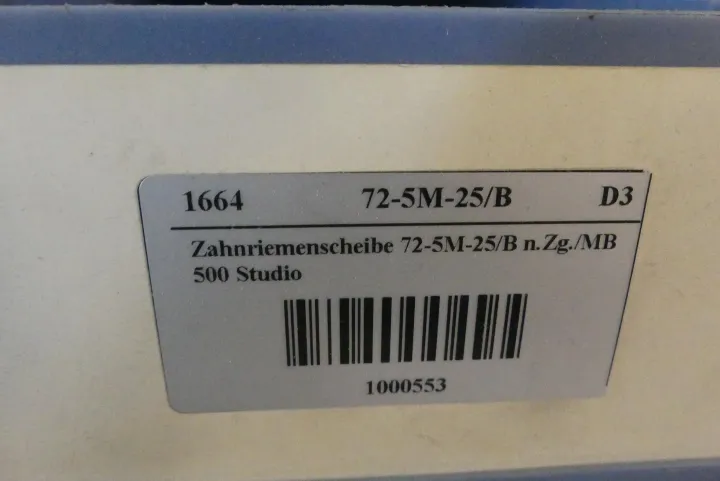 1664 72-5M-25/B D3
Zahnriemenscheibe 72-5M-25/B n.Zg./MB
500 Studio
1000553